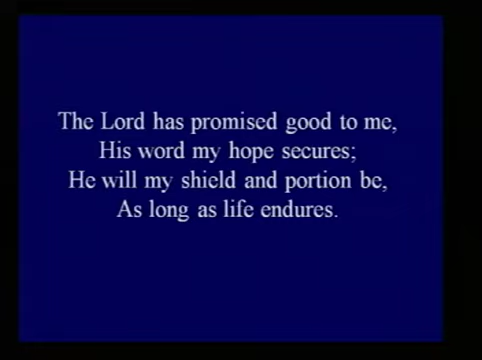 The Lord has promised good to me,
His word my hope secures;
He will my shield and portion be,
As long as life endures.